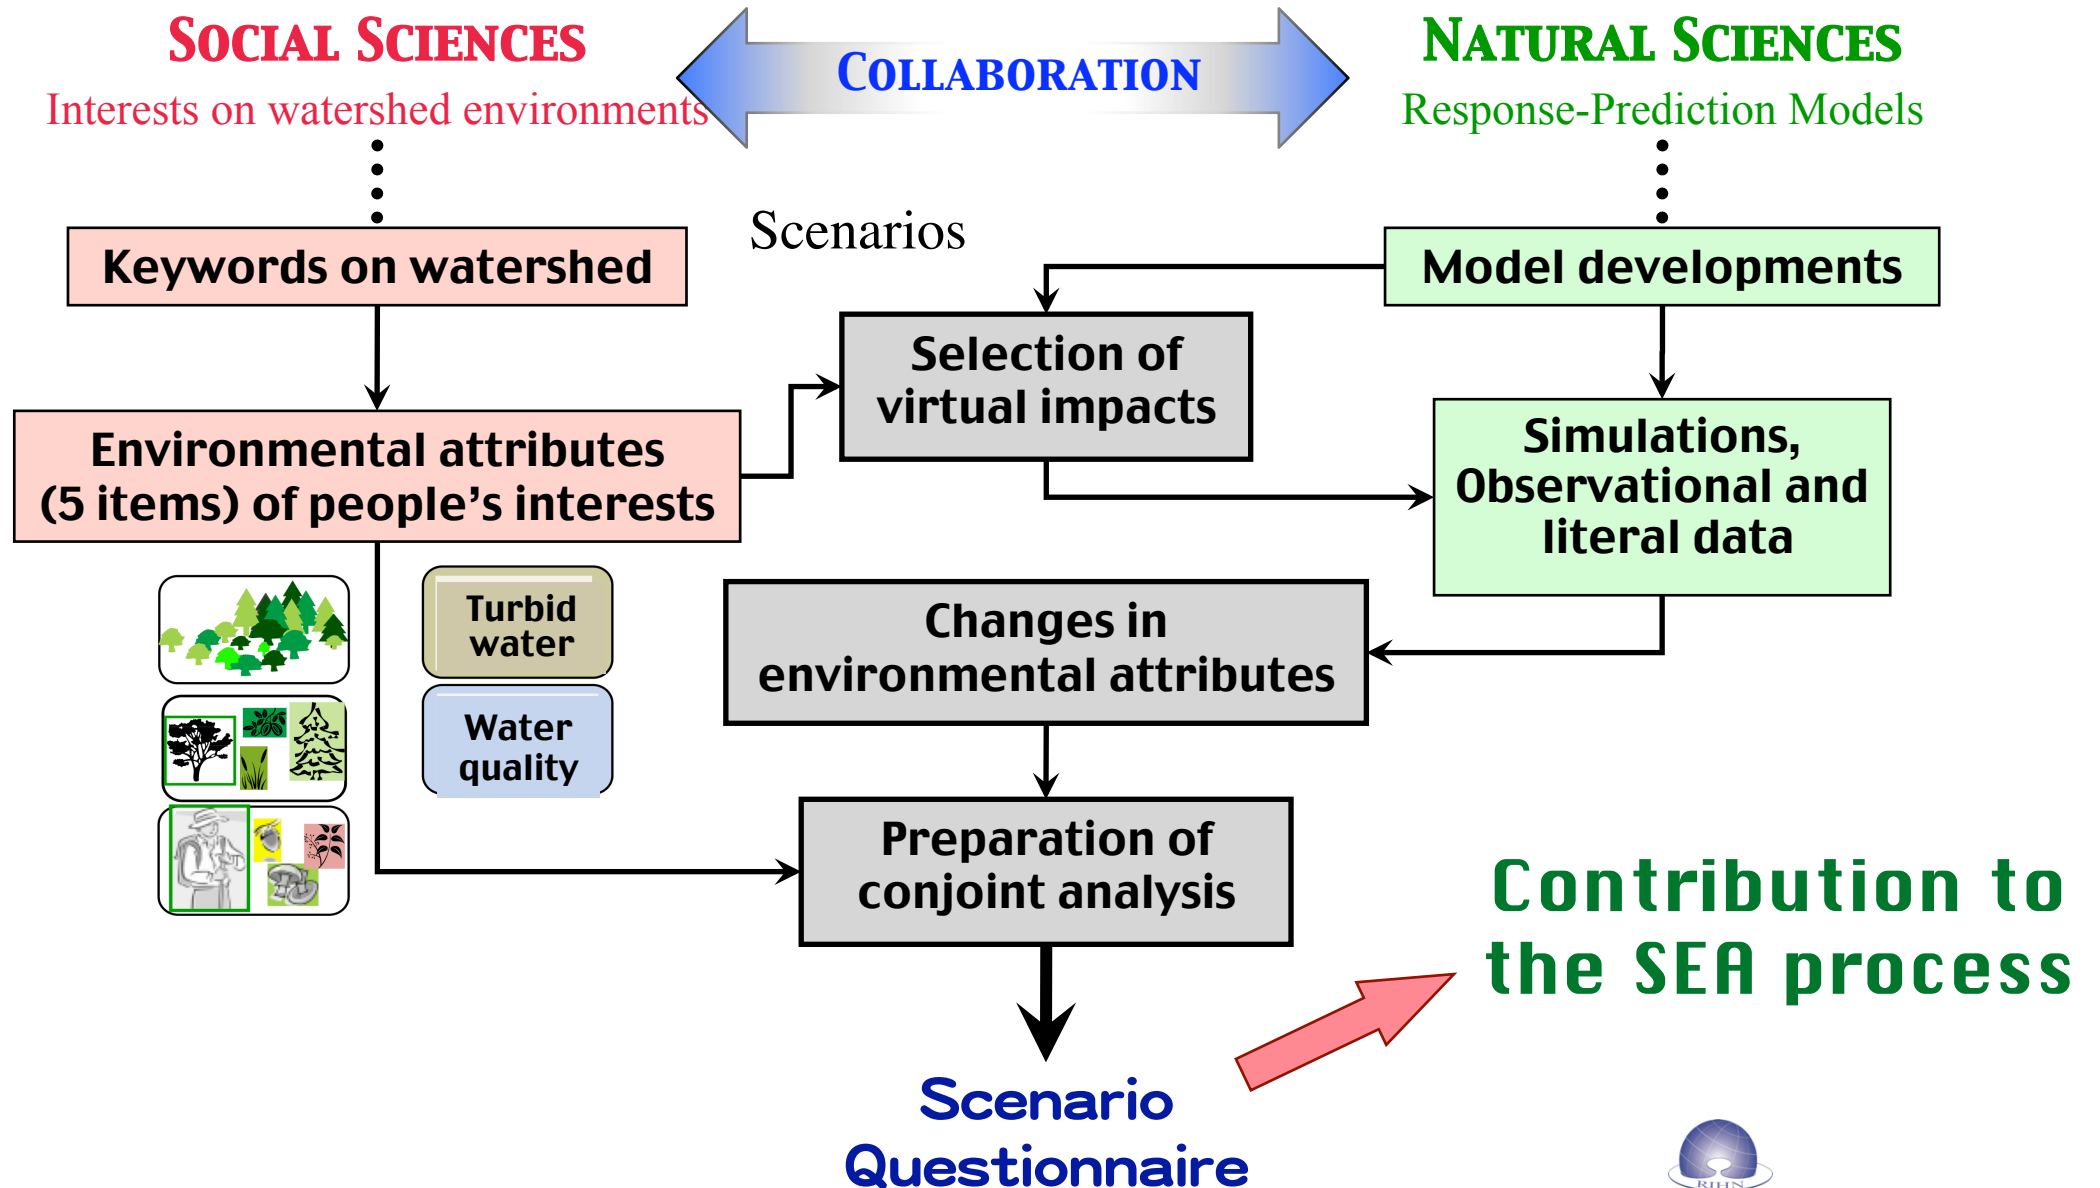 SOCIAL SCIENCES
COLLABORATION
NATURAL SCIENCES
Interests on watershed environments
Response-Prediction Models
Scenarios
Keywords on watershed
Model developments
Selection of
virtual impacts
Environmental attributes
(5 items) of people’s interests
Simulations,
Observational and
literal data
Turbid
water
Water
quality
Changes in
environmental attributes
Preparation of
conjoint analysis
Contribution to
the SEA process
Scenario
Questionnaire
RIHN